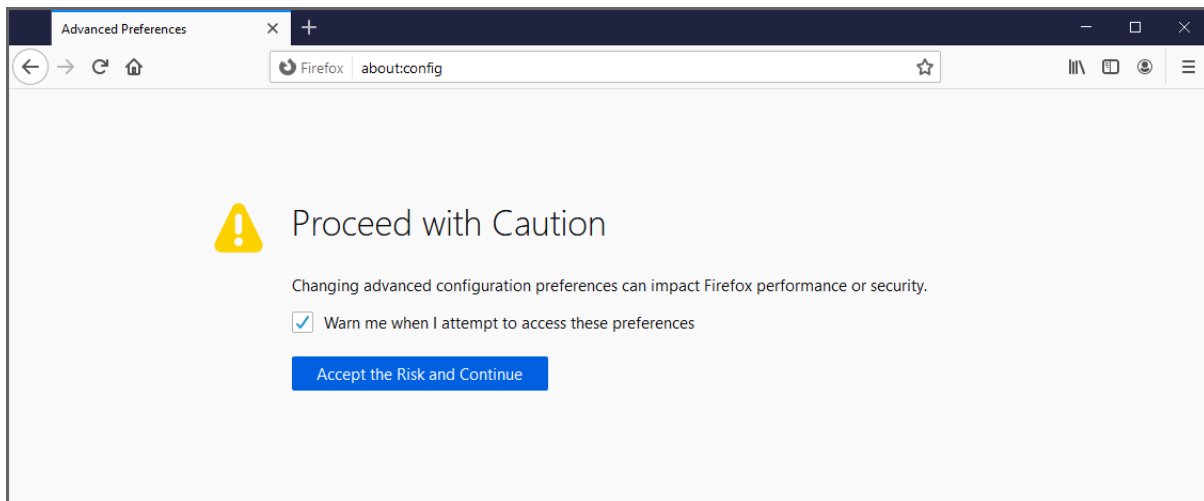 Advanced Preferences
Firefox about:config
Proceed with Caution
Changing advanced configuration preferences can impact Firefox performance or security.
Warn me when I attempt to access these preferences
Accept the Risk and Continue